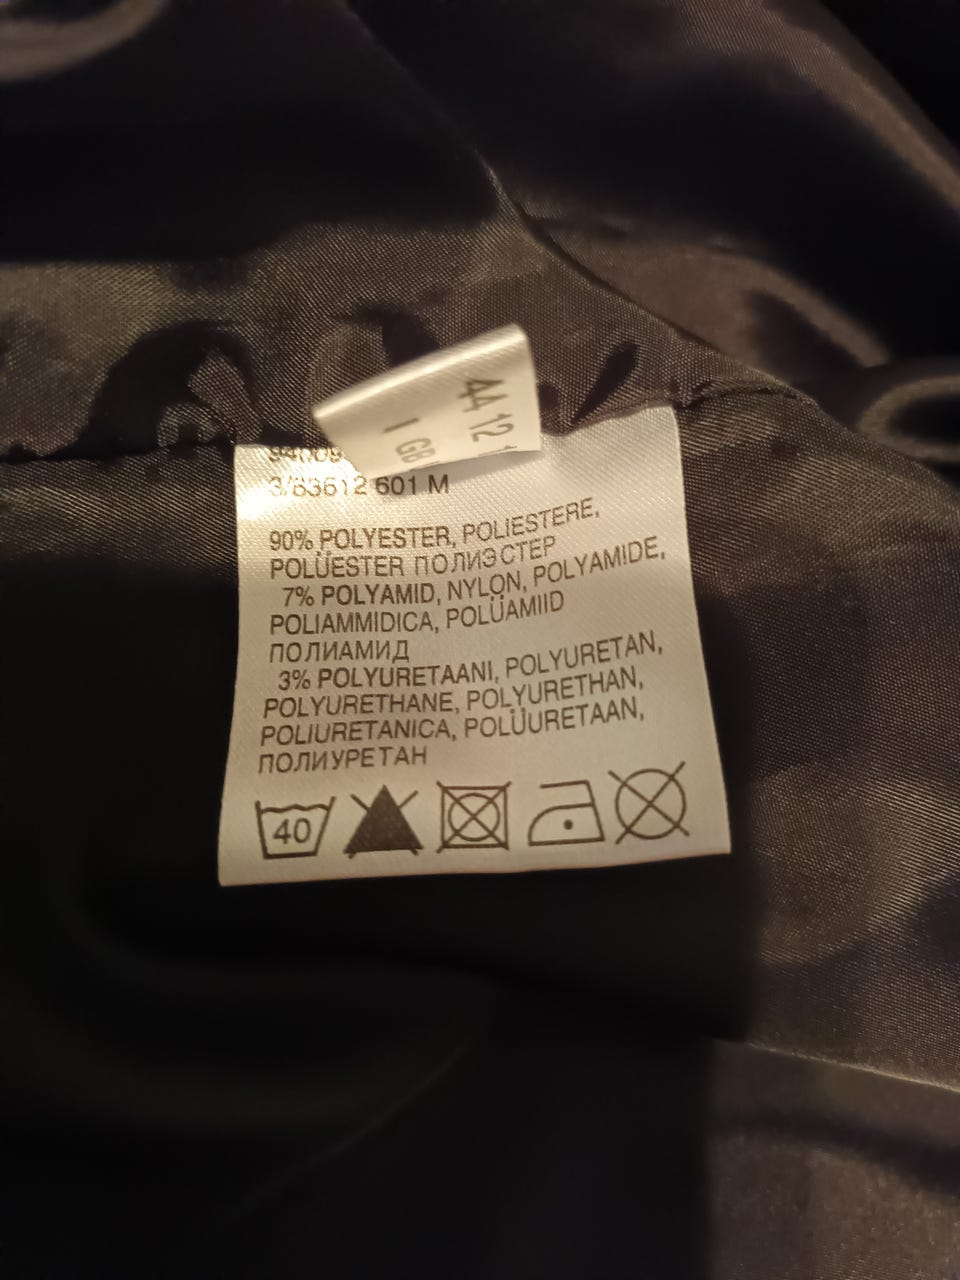 44 12
I GB
94009
3/83612 601 M
90% POLYESTER, POLIESTERE,
POLÜESTER ПОЛИЭСТЕР
7% POLYAMID, NYLON, POLYAMIDE,
POLIAMMIDICA, POLÜAMIID
ПОЛИАМИД
3% POLYURETAANI, POLYURETAN,
POLYURETHANE, POLYURETHAN,
POLIURETANICA, POLÜURETAAN,
ПОЛИУРЕТАН
40